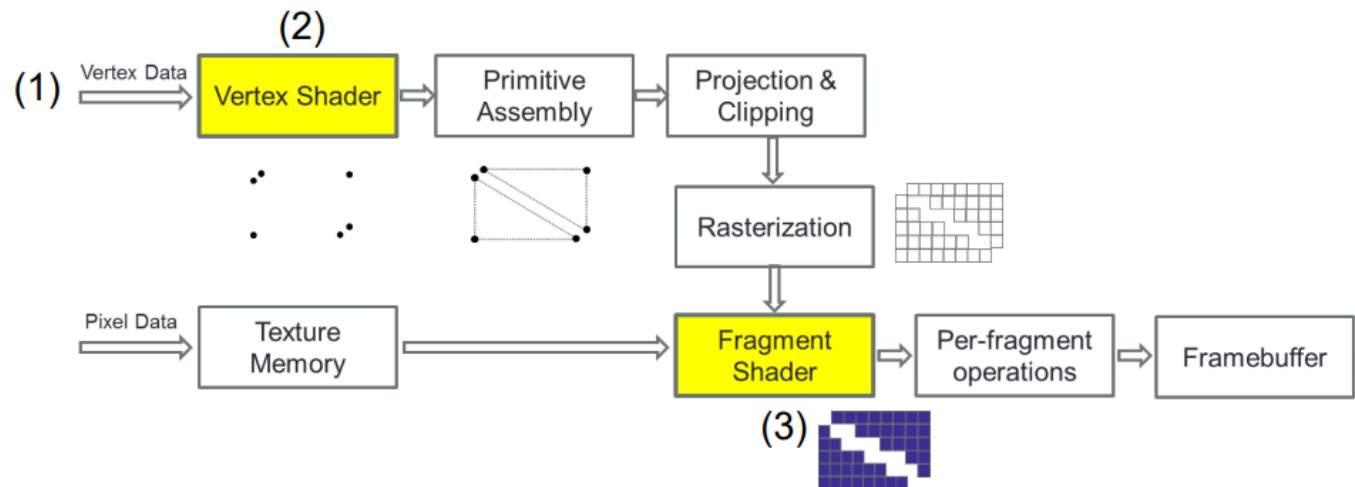 (2)
(1)
Vertex Data
Vertex Shader
Primitive
Assembly
Projection &
Clipping
Rasterization
Pixel Data
Texture
Memory
Fragment
Shader
Per-fragment
operations
Framebuffer
(3)